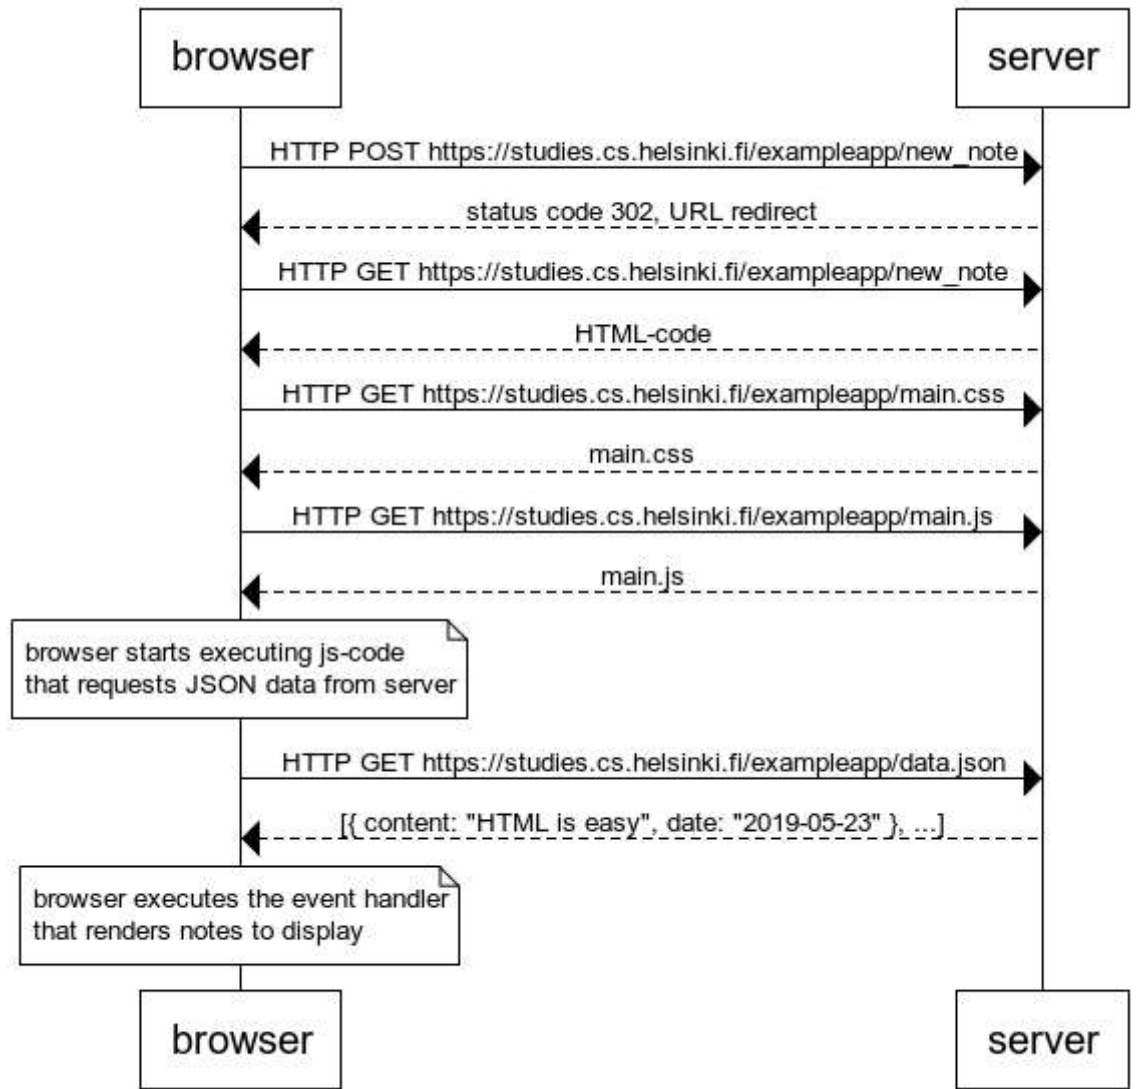 browser
server
HTTP POST https://studies.cs.helsinki.fi/exampleapp/new_note
status code 302, URL redirect
HTTP GET https://studies.cs.helsinki.fi/exampleapp/new_note
HTML-code
HTTP GET https://studies.cs.helsinki.fi/exampleapp/main.css
main.css
HTTP GET https://studies.cs.helsinki.fi/exampleapp/main.js
main.js
browser starts executing js-code
that requests JSON data from server
HTTP GET https://studies.cs.helsinki.fi/exampleapp/data.json
[{ content: "HTML is easy", date: "2019-05-23" }, ...]
browser executes the event handler
that renders notes to display
browser
server